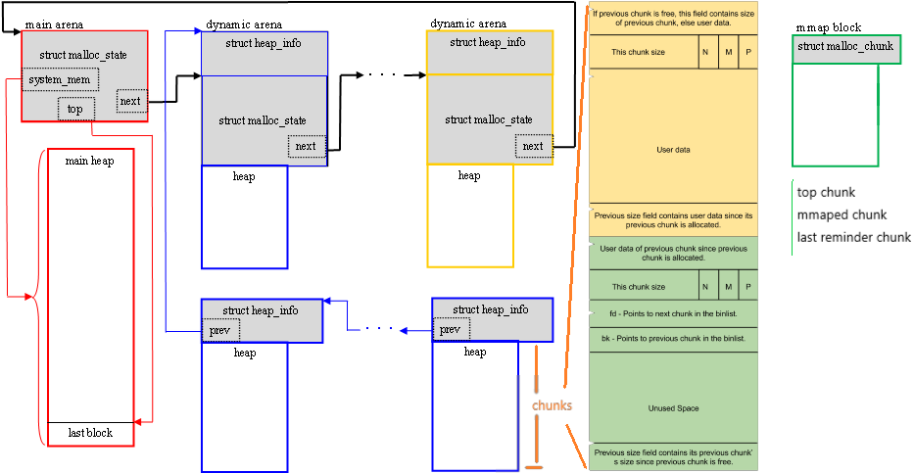 main arena
struct malloc_state
system_mem
top
next
main heap
last block
dynamic arena
struct heap_info
struct malloc_state
next
heap
struct heap_info
prev
heap
dynamic arena
struct heap_info
struct malloc_state
next
heap
struct heap_info
prev
heap
chunks
If previous chunk is free, this field contains size
of previous chunk, else user data.
This chunk size N M P
User data
Previous size field contains user data since its
previous chunk is allocated.
User data of previous chunk since previous
chunk is allocated.
This chunk size N M P
fd - Points to next chunk in the binlist.
bk - Points to previous chunk in the binlist.
Unused Space
Previous size field contains its previous chunk'
s size since previous chunk is free.
mmap block
struct malloc_chunk
top chunk
mmaped chunk
last reminder chunk